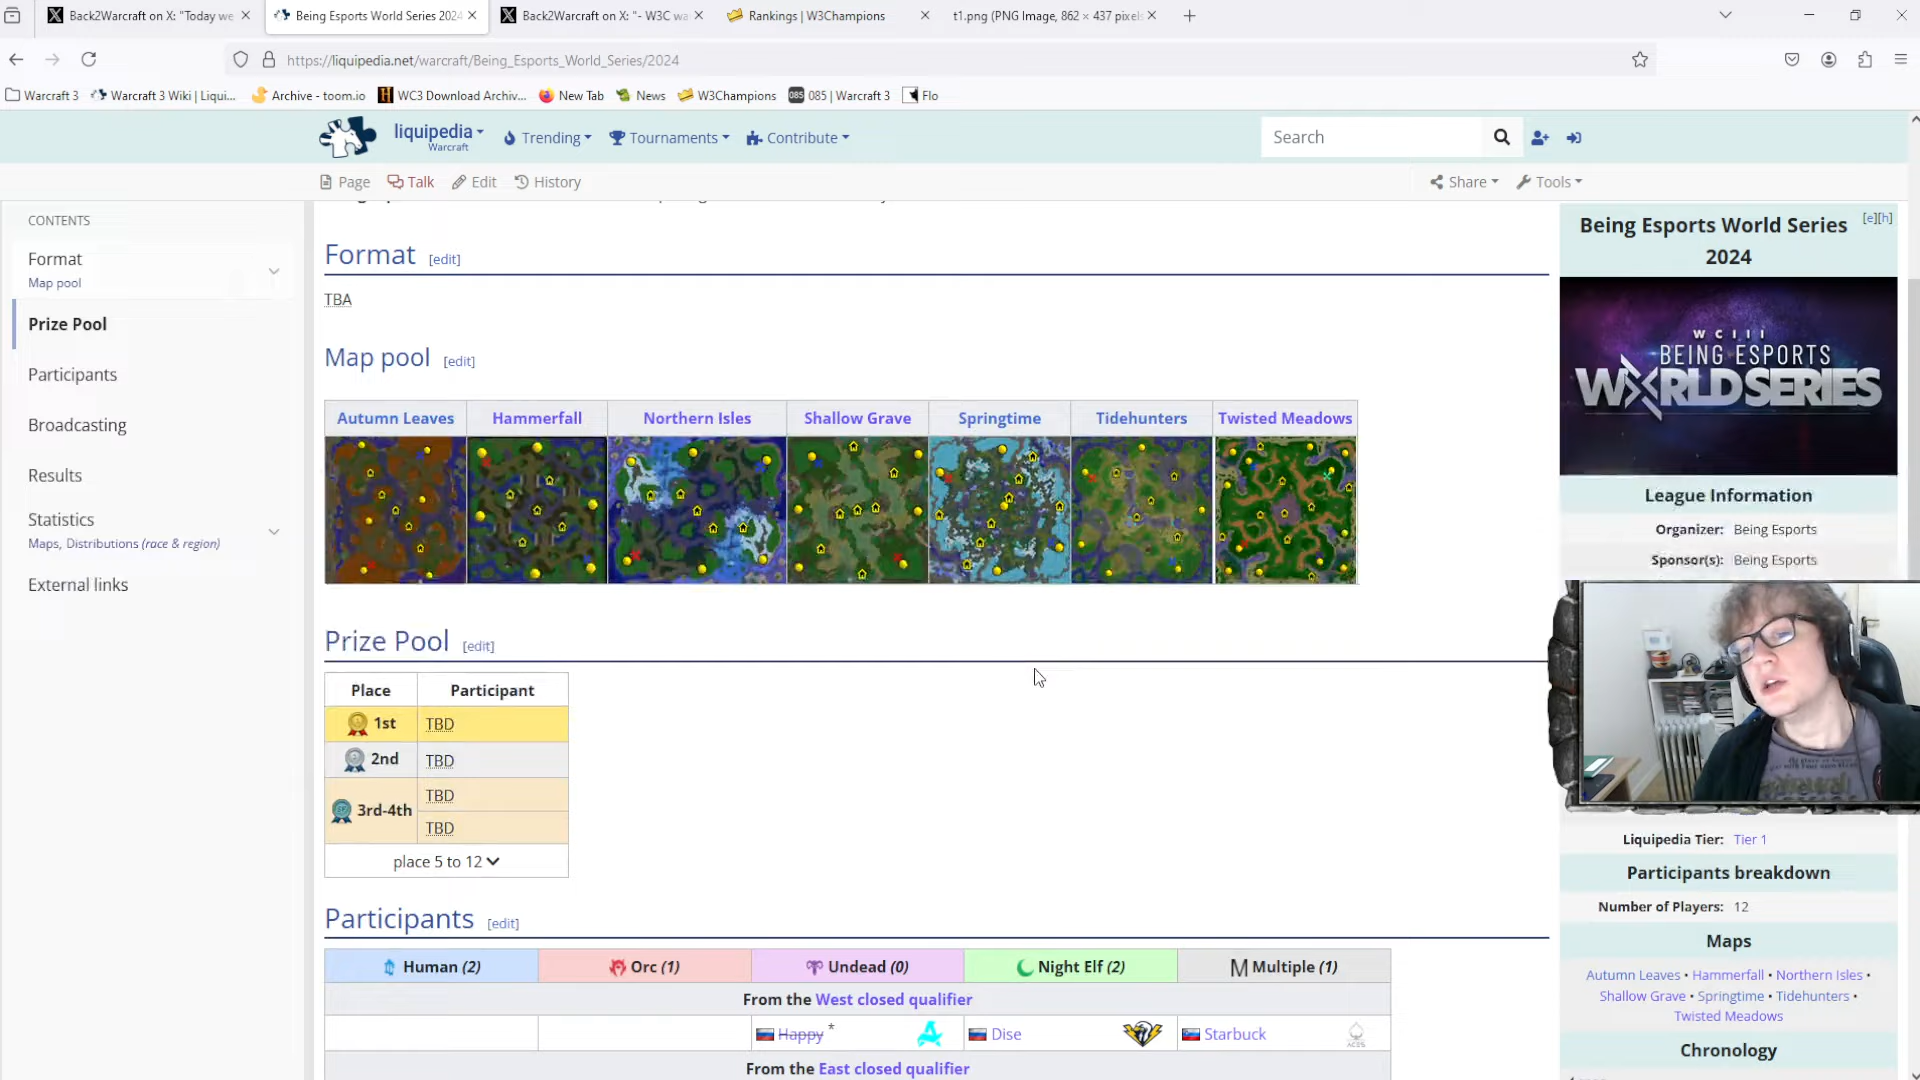 Back2Warcraft on X: "Today we
Being Esports World Series 2024
Back2Warcraft on X: "- W3C wa
Rankings | W3Champions
t1.png (PNG Image, 862 × 437 pixels
https://liquipedia.net/warcraft/Being_Esports_World_Series/2024
Warcraft 3
Warcraft 3 Wiki | Liqui...
Archive - toom.io
WC3 Download Archiv...
New Tab
News
W3Champions
085 | Warcraft 3
Flo
liquipedia
Warcraft
Trending
Tournaments
Contribute
Search
Page
Talk
Edit
History
Share
Tools
CONTENTS
Format
Map pool
Prize Pool
Participants
Broadcasting
Results
Statistics
Maps, Distributions (race & region)
External links
Format [edit]
TBA
Map pool [edit]
Autumn Leaves Hammerfall Northern Isles Shallow Grave Springtime Tidehunters Twisted Meadows
Prize Pool [edit]
Place Participant
1st TBD
2nd TBD
3rd-4th TBD
TBD
place 5 to 12
Participants [edit]
Human (2) Orc (1) Undead (0) Night Elf (2) Multiple (1)
From the West closed qualifier
Happy * Dise Starbuck
From the East closed qualifier
[e][h]
Being Esports World Series
2024
WCIII
BEING ESPORTS
WORLD SERIES
League Information
Organizer: Being Esports
Sponsor(s): Being Esports
Liquipedia Tier: Tier 1
Participants breakdown
Number of Players: 12
Maps
Autumn Leaves • Hammerfall • Northern Isles •
Shallow Grave • Springtime • Tidehunters •
Twisted Meadows
Chronology